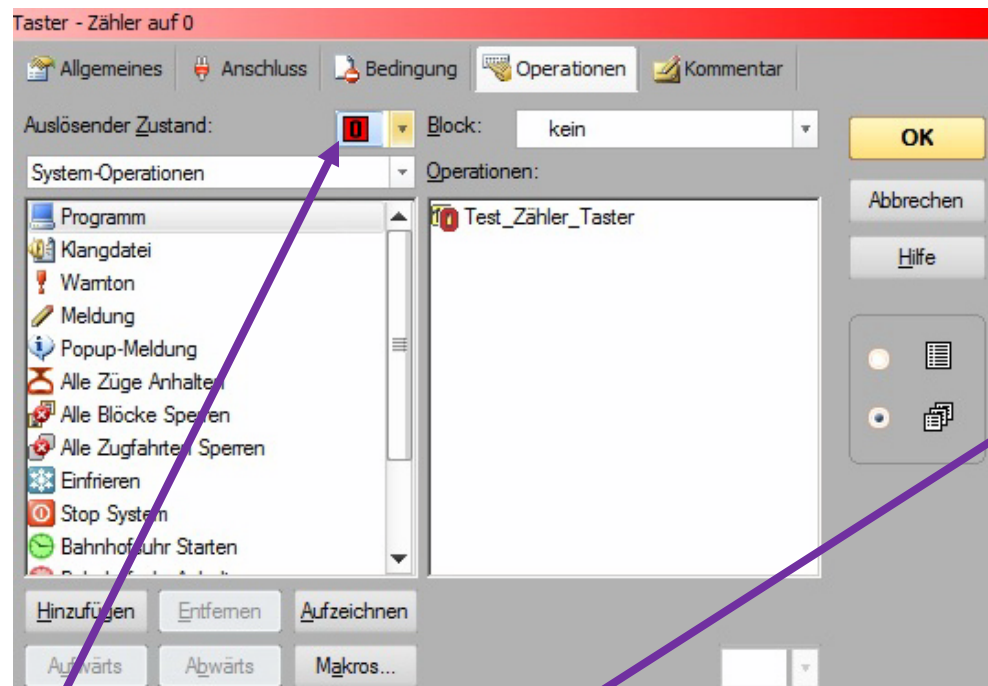 Taster - Zähler auf 0
Allgemeines Anschluss Bedingung Operationen Kommentar
Auslösender Zustand: 0 Block: kein
System-Operationen Operationen:
Programm
Klangdatei
Warnton
Meldung
Popup-Meldung
Alle Züge Anhalten
Alle Blöcke Sperren
Alle Zugfahrten Sperren
Einfrieren
Stop System
Bahnhofsuhr Starten
Test_Zähler_Taster
OK
Abbrechen
Hilfe
Hinzufügen Entfernen Aufzeichnen
Aufwärts Abwärts Makros...